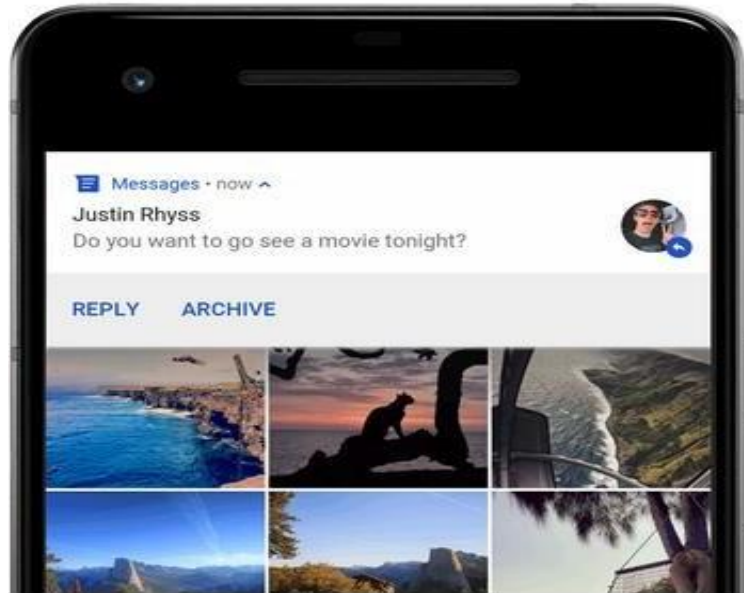 Messages • now
Justin Rhyss
Do you want to go see a movie tonight?
REPLY ARCHIVE